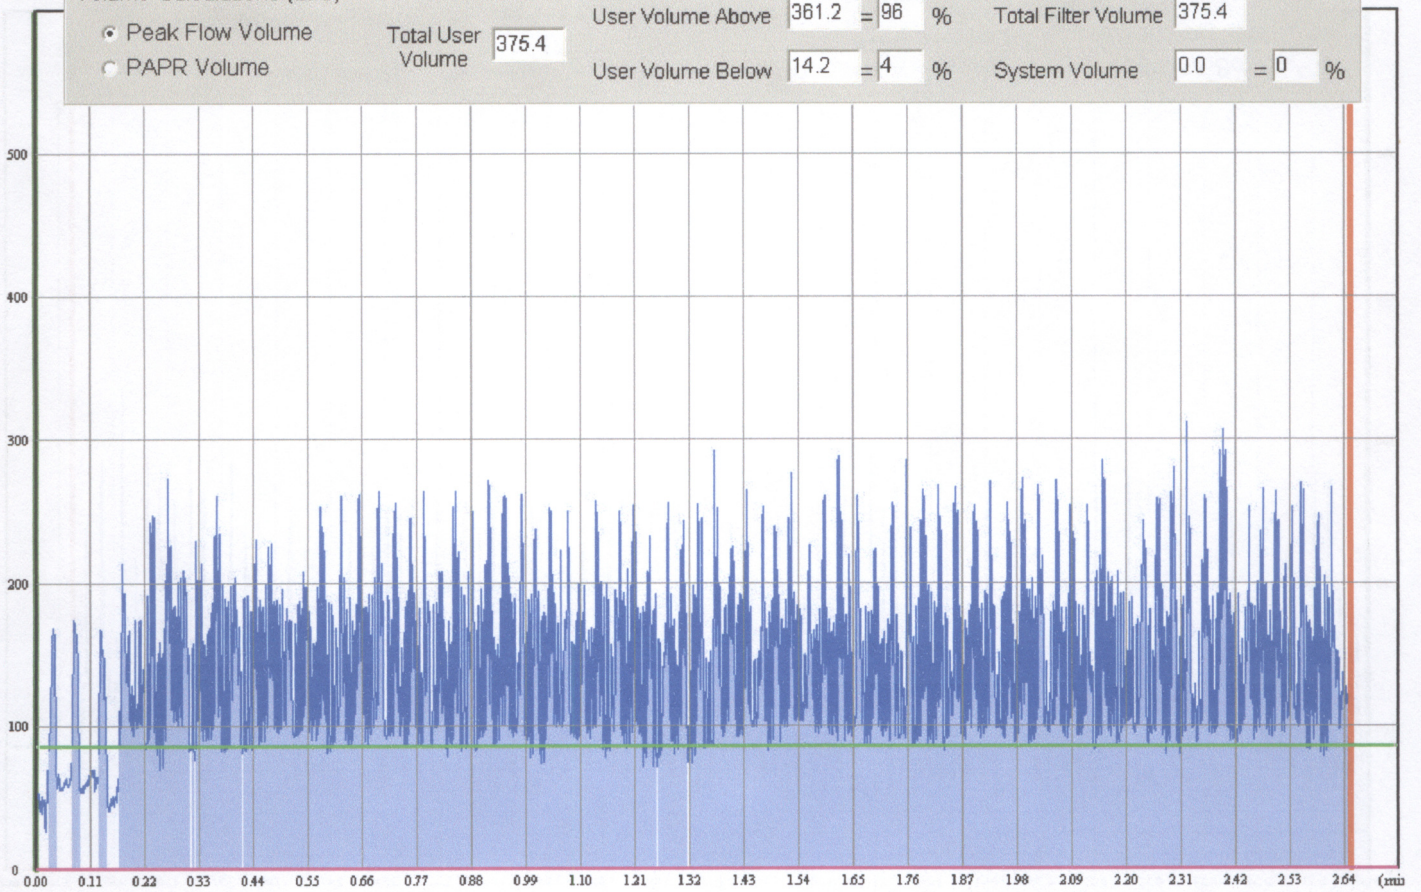 Peak Flow Volume
PAPR Volume
Total User Volume 375.4
User Volume Above 361.2 = 96 %
User Volume Below 14.2 = 4 %
Total Filter Volume 375.4
System Volume 0.0 = 0 %
500
400
300
200
100
0
0.00 0.11 0.22 0.33 0.44 0.55 0.66 0.77 0.88 0.99 1.10 1.21 1.32 1.43 1.54 1.65 1.76 1.87 1.98 2.09 2.20 2.31 2.42 2.53 2.64